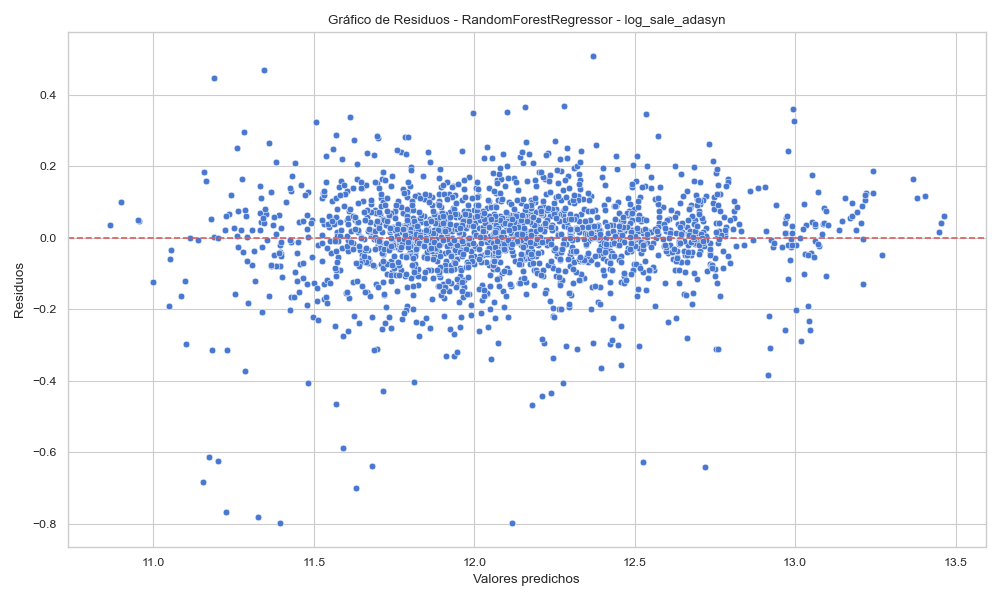 Gráfico de Residuos - RandomForestRegressor - log_sale_adasyn
Residuos
0.4
0.2
0.0
−0.2
−0.4
−0.6
−0.8
11.0 11.5 12.0 12.5 13.0 13.5
Valores predichos